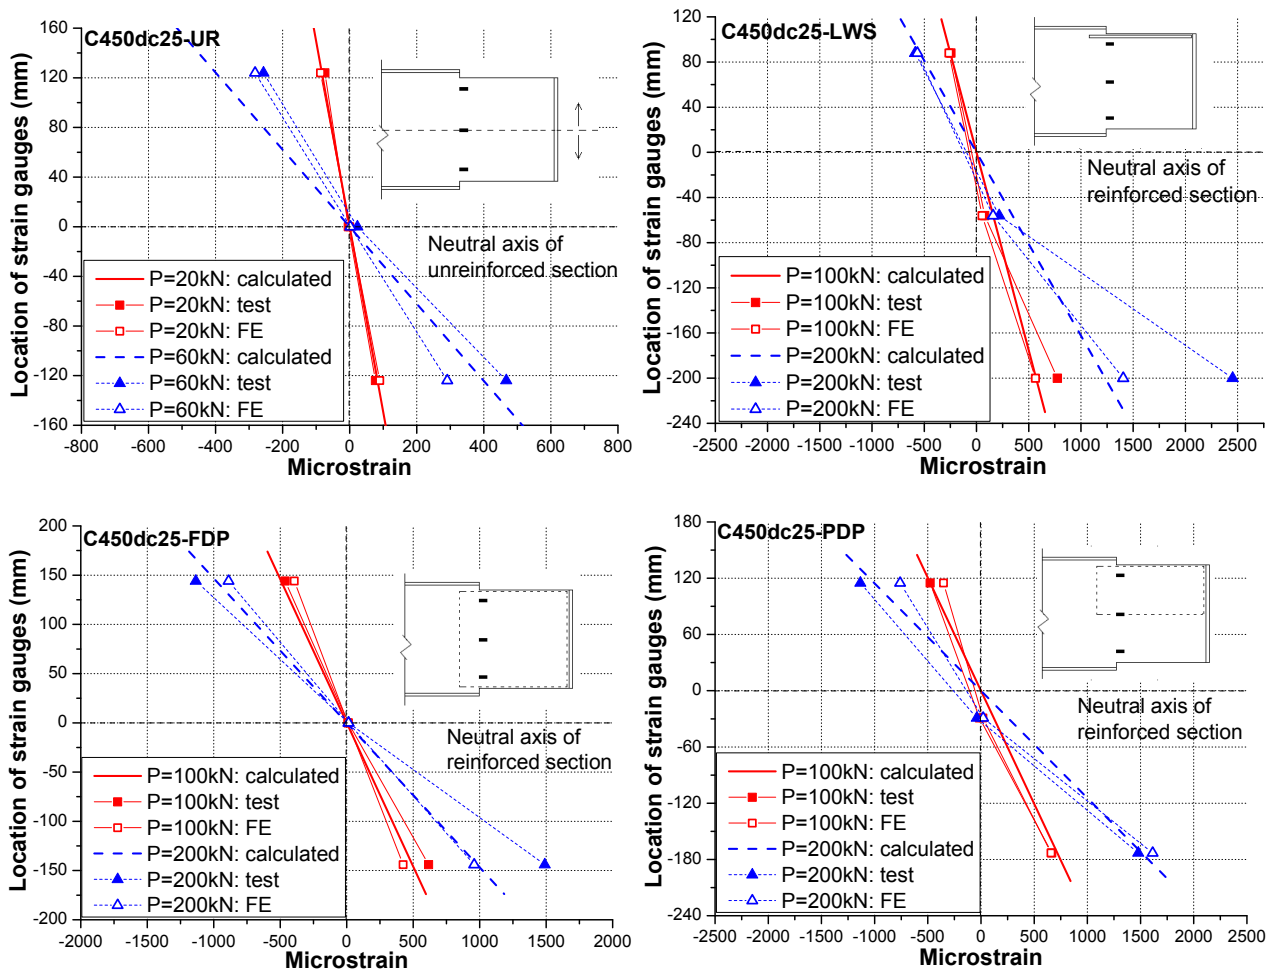 C450dc25-UR
Location of strain gauges (mm)
160
120
80
40
0
-40
-80
-120
-160
Neutral axis of
unreinforced section
P=20kN: calculated
P=20kN: test
P=20kN: FE
P=60kN: calculated
P=60kN: test
P=60kN: FE
-800 -600 -400 -200 0 200 400 600 800
Microstrain
C450dc25-LWS
Location of strain gauges (mm)
120
80
40
0
-40
-80
-120
-160
-200
-240
Neutral axis of
reinforced section
P=100kN: calculated
P=100kN: test
P=100kN: FE
P=200kN: calculated
P=200kN: test
P=200kN: FE
-2500 -2000 -1500 -1000 -500 0 500 1000 1500 2000 2500
Microstrain
C450dc25-FDP
Location of strain gauges (mm)
200
150
100
50
0
-50
-100
-150
-200
Neutral axis of
reinforced section
P=100kN: calculated
P=100kN: test
P=100kN: FE
P=200kN: calculated
P=200kN: test
P=200kN: FE
-2000 -1500 -1000 -500 0 500 1000 1500 2000
Microstrain
C450dc25-PDP
Location of strain gauges (mm)
180
120
60
0
-60
-120
-180
-240
Neutral axis of
reinforced section
P=100kN: calculated
P=100kN: test
P=100kN: FE
P=200kN: calculated
P=200kN: test
P=200kN: FE
-2500 -2000 -1500 -1000 -500 0 500 1000 1500 2000 2500
Microstrain